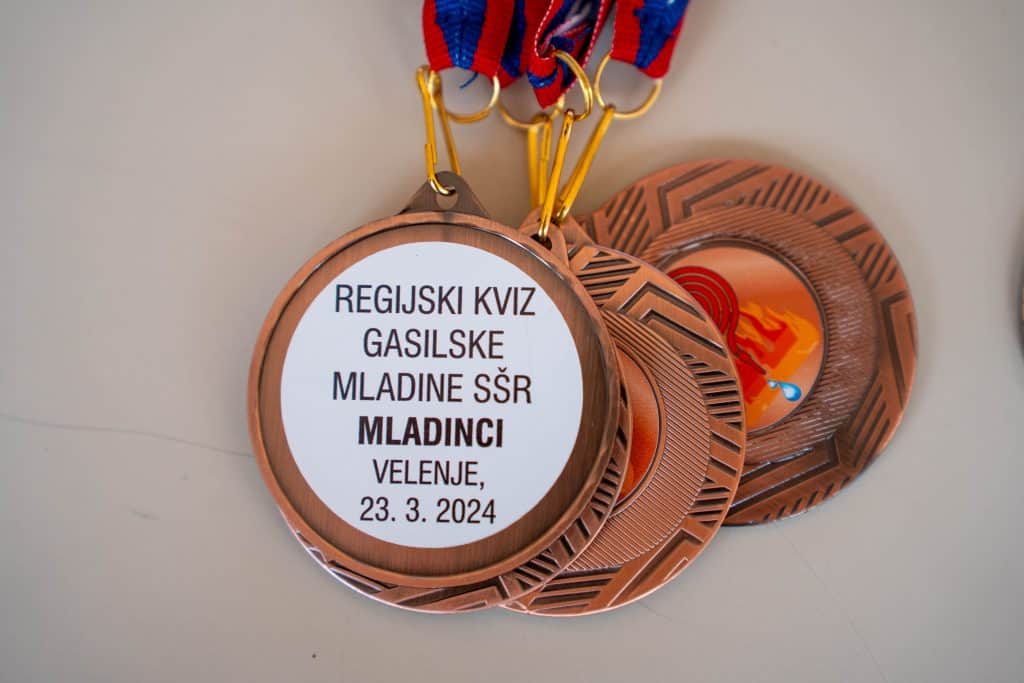 REGIJSKI KVIZ
GASILSKE
MLADINE SŠR
MLADINCI
VELENJE,
23. 3. 2024